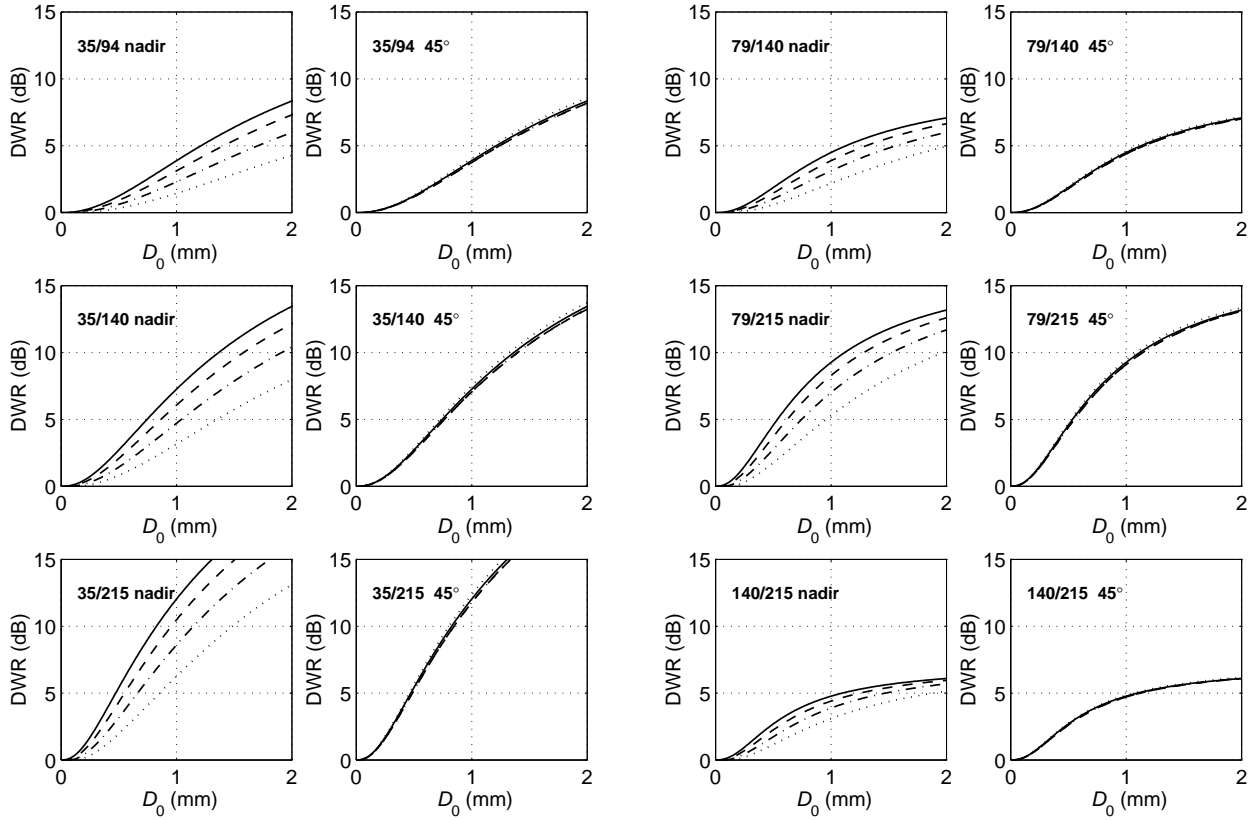 35/94 nadir
DWR (dB)
15
10
5
0
0 1 2
D0 (mm)
35/94 45°
DWR (dB)
15
10
5
0
0 1 2
D0 (mm)
79/140 nadir
DWR (dB)
15
10
5
0
0 1 2
D0 (mm)
79/140 45°
DWR (dB)
15
10
5
0
0 1 2
D0 (mm)
35/140 nadir
DWR (dB)
15
10
5
0
0 1 2
D0 (mm)
35/140 45°
DWR (dB)
15
10
5
0
0 1 2
D0 (mm)
79/215 nadir
DWR (dB)
15
10
5
0
0 1 2
D0 (mm)
79/215 45°
DWR (dB)
15
10
5
0
0 1 2
D0 (mm)
35/215 nadir
DWR (dB)
15
10
5
0
0 1 2
D0 (mm)
35/215 45°
DWR (dB)
15
10
5
0
0 1 2
D0 (mm)
140/215 nadir
DWR (dB)
15
10
5
0
0 1 2
D0 (mm)
140/215 45°
DWR (dB)
15
10
5
0
0 1 2
D0 (mm)